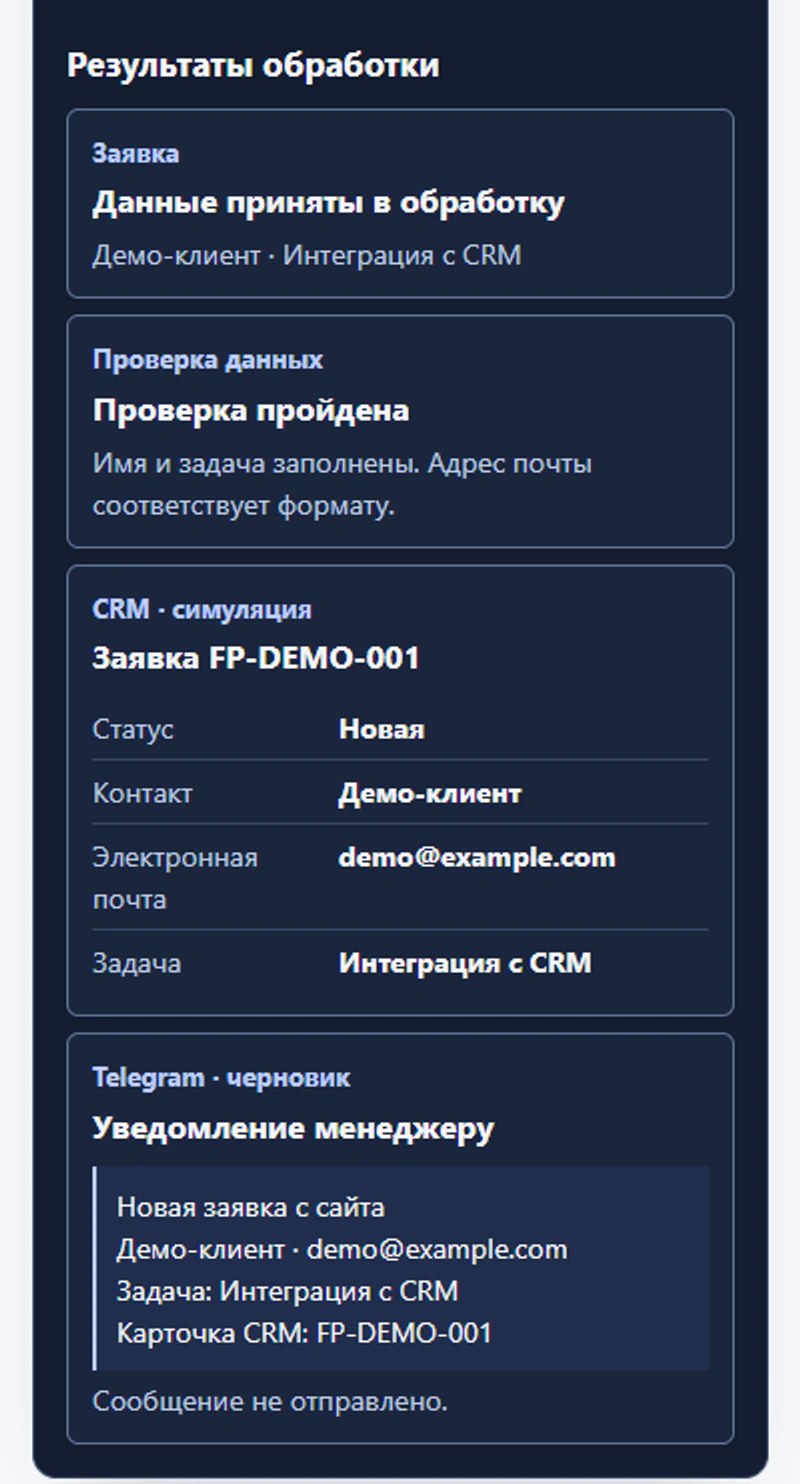 Результаты обработки
Заявка
Данные приняты в обработку
Демо-клиент · Интеграция с CRM
Проверка данных
Проверка пройдена
Имя и задача заполнены. Адрес почты
соответствует формату.
CRM · симуляция
Заявка FP-DEMO-001
Статус Новая
Контакт Демо-клиент
Электронная почта demo@example.com
Задача Интеграция с CRM
Telegram · черновик
Уведомление менеджеру
Новая заявка с сайта
Демо-клиент · demo@example.com
Задача: Интеграция с CRM
Карточка CRM: FP-DEMO-001
Сообщение не отправлено.